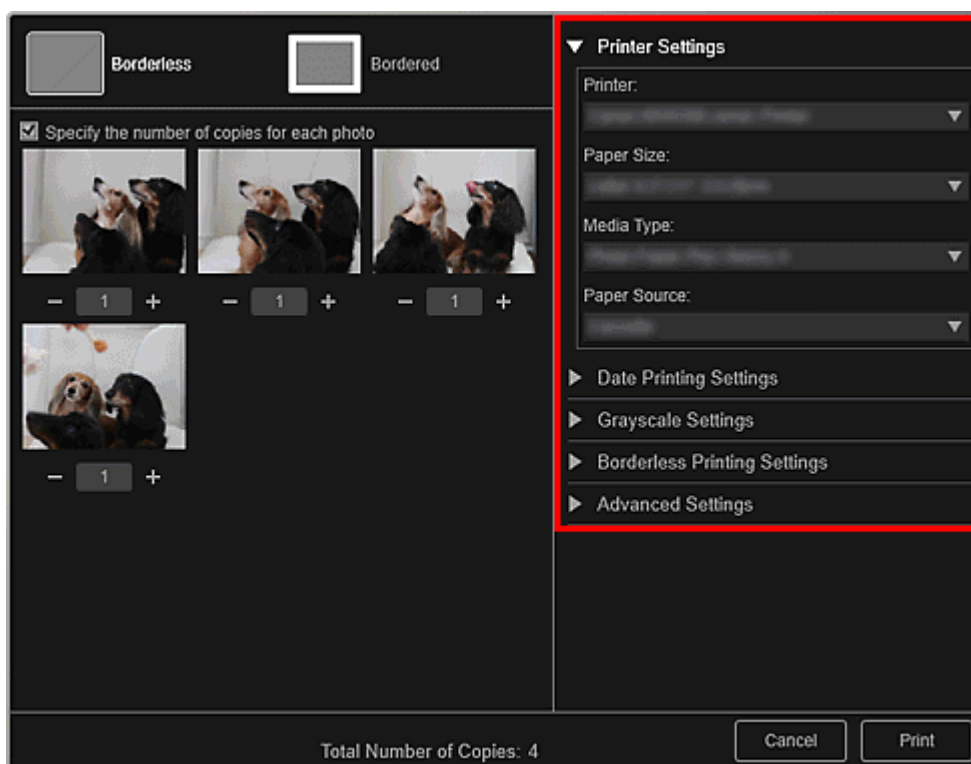 Borderless
Bordered
Specify the number of copies for each photo
1
1
1
1
Printer Settings
Printer:
Paper Size:
Media Type:
Paper Source:
Date Printing Settings
Grayscale Settings
Borderless Printing Settings
Advanced Settings
Total Number of Copies: 4
Cancel
Print